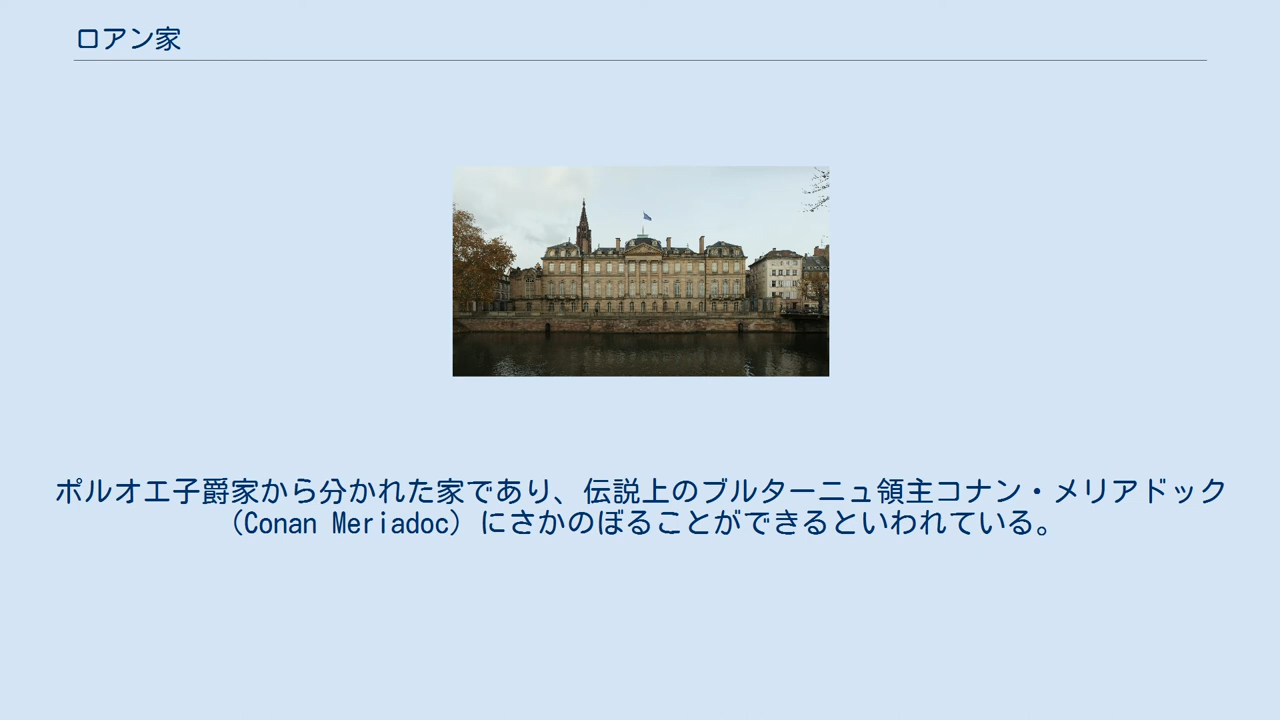 ロアン家
ポルオエ子爵家から分かれた家であり、伝説上のブルターニュ領主コナン・メリアドック
（Conan Meriadoc）にさかのぼることができるといわれている。